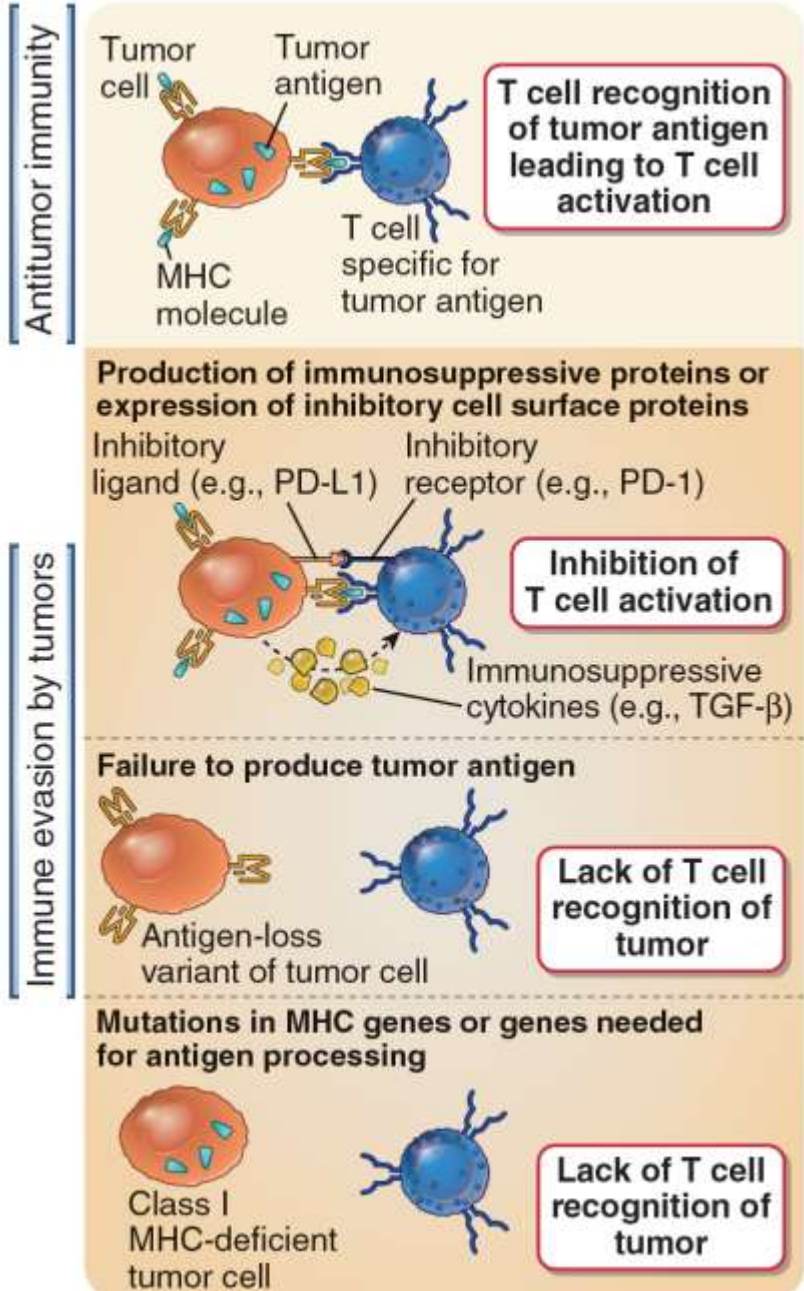 Antitumor immunity
Tumor
cell
Tumor
antigen
MHC
molecule
T cell
specific for
tumor antigen
T cell recognition
of tumor antigen
leading to T cell
activation
Immune evasion by tumors
Production of immunosuppressive proteins or
expression of inhibitory cell surface proteins
Inhibitory
ligand (e.g., PD-L1)
Inhibitory
receptor (e.g., PD-1)
Inhibition of
T cell activation
Immunosuppressive
cytokines (e.g., TGF-β)
Failure to produce tumor antigen
Antigen-loss
variant of tumor cell
Lack of T cell
recognition of
tumor
Mutations in MHC genes or genes needed
for antigen processing
Class I
MHC-deficient
tumor cell
Lack of T cell
recognition of
tumor